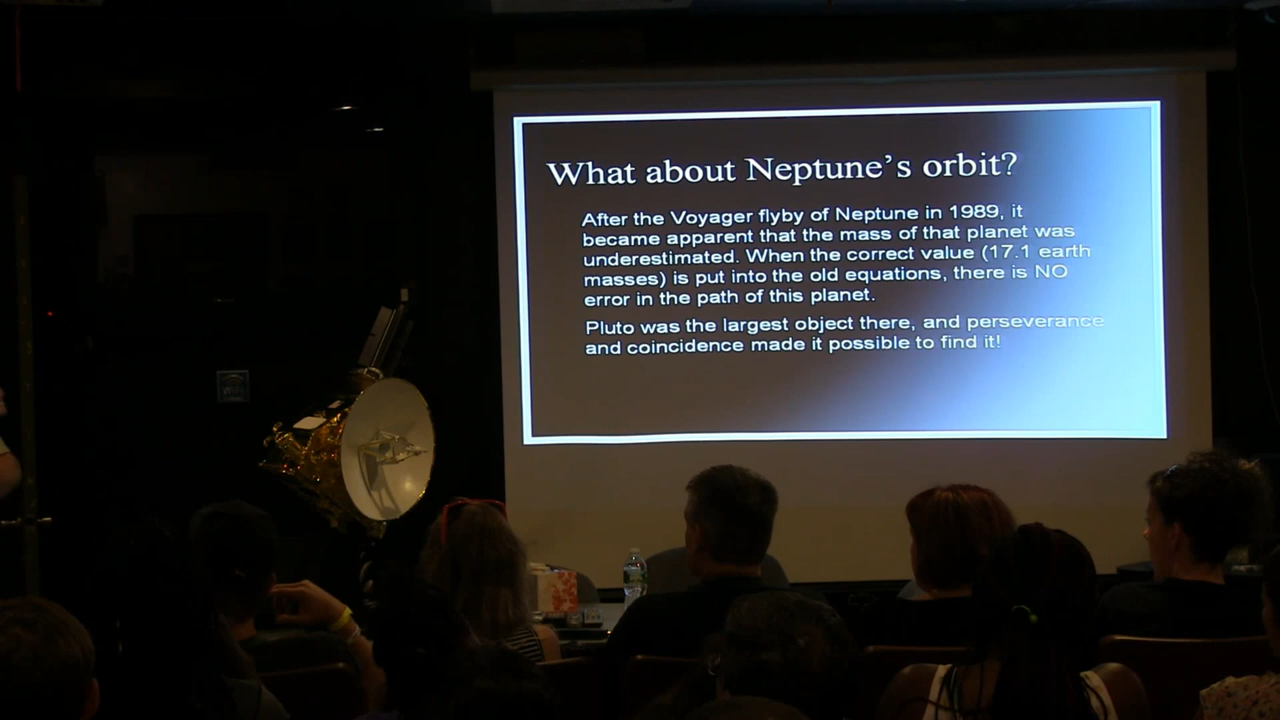 What about Neptune's orbit?
After the Voyager flyby of Neptune in 1989, it
became apparent that the mass of that planet was
underestimated. When the correct value (17.1 earth
masses) is put into the old equations, there is NO
error in the path of this planet.
Pluto was the largest object there, and perseverance
and coincidence made it possible to find it!